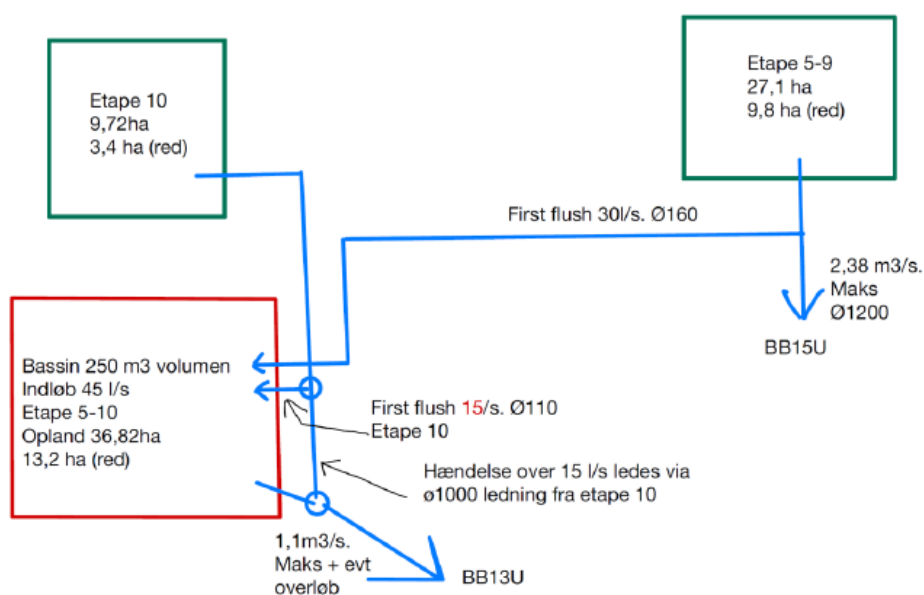 Etape 10
9,72ha
3,4 ha (red)
Etape 5-9
27,1 ha
9,8 ha (red)
First flush 30l/s. Ø160
2,38 m3/s.
Maks
Ø1200
BB15U
Bassin 250 m3 volumen
Indløb 45 l/s
Etape 5-10
Opland 36,82ha
13,2 ha (red)
First flush 15/s. Ø110
Etape 10
Hændelse over 15 l/s ledes via
ø1000 ledning fra etape 10
1,1m3/s.
Maks + evt
overløb
BB13U